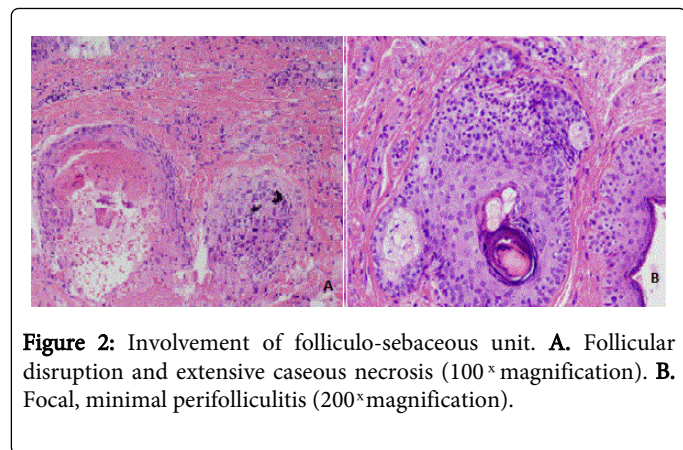 A
B
Figure 2: Involvement of folliculo-sebaceous unit. A. Follicular
disruption and extensive caseous necrosis (100 x magnification). B.
Focal, minimal perifolliculitis (200x magnification).